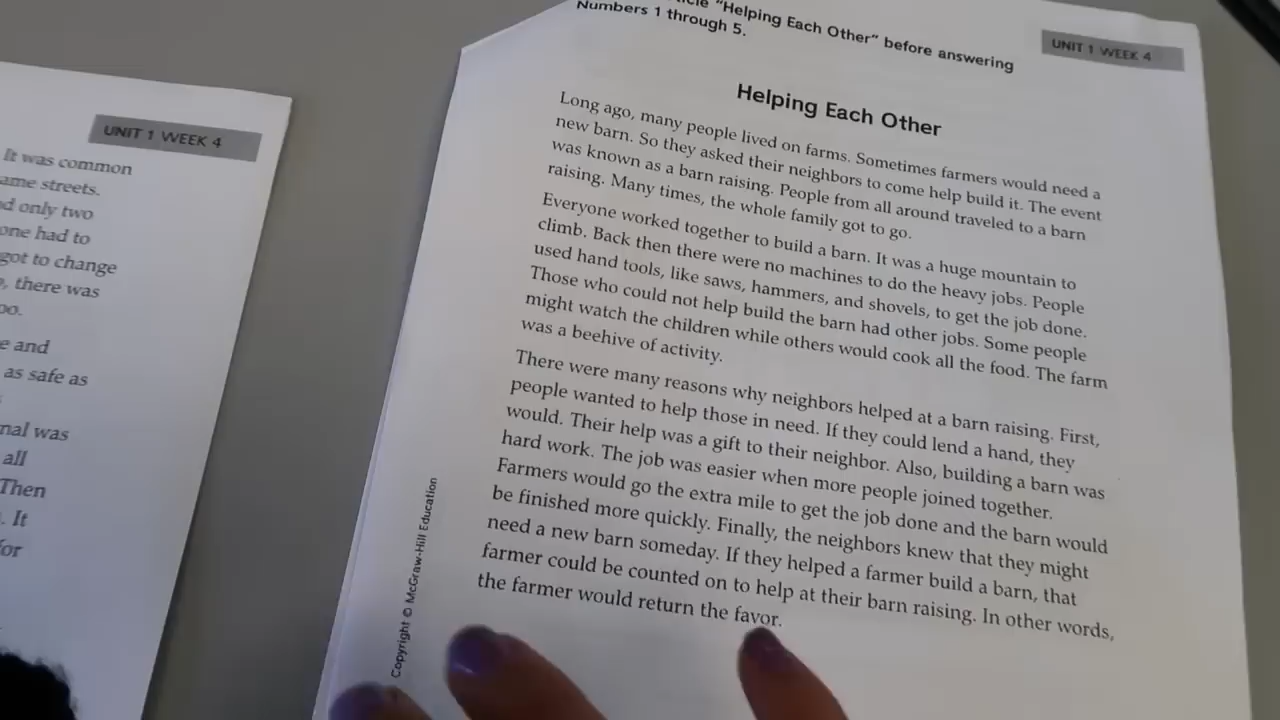 "Helping Each Other" before answering
Numbers 1 through 5.
UNIT 1 WEEK 4
Helping Each Other
Long ago, many people lived on farms. Sometimes farmers would need a
new barn. So they asked their neighbors to come help build it. The event
was known as a barn raising. People from all around traveled to a barn
raising. Many times, the whole family got to go.
Everyone worked together to build a barn. It was a huge mountain to
climb. Back then there were no machines to do the heavy jobs. People
used hand tools, like saws, hammers, and shovels, to get the job done.
Those who could not help build the barn had other jobs. Some people
might watch the children while others would cook all the food. The farm
was a beehive of activity.
There were many reasons why neighbors helped at a barn raising. First,
people wanted to help those in need. If they could lend a hand, they
would. Their help was a gift to their neighbor. Also, building a barn was
hard work. The job was easier when more people joined together.
Farmers would go the extra mile to get the job done and the barn would
be finished more quickly. Finally, the neighbors knew that they might
need a new barn someday. If they helped a farmer build a barn, that
farmer could be counted on to help at their barn raising. In other words,
the farmer would return the favor.
Copyright © McGraw-Hill Education
UNIT 1 WEEK 4
It was common
ame streets.
d only two
one had to
got to change
, there was
oo.
e and
as safe as
nal was
all
Then
. It
for